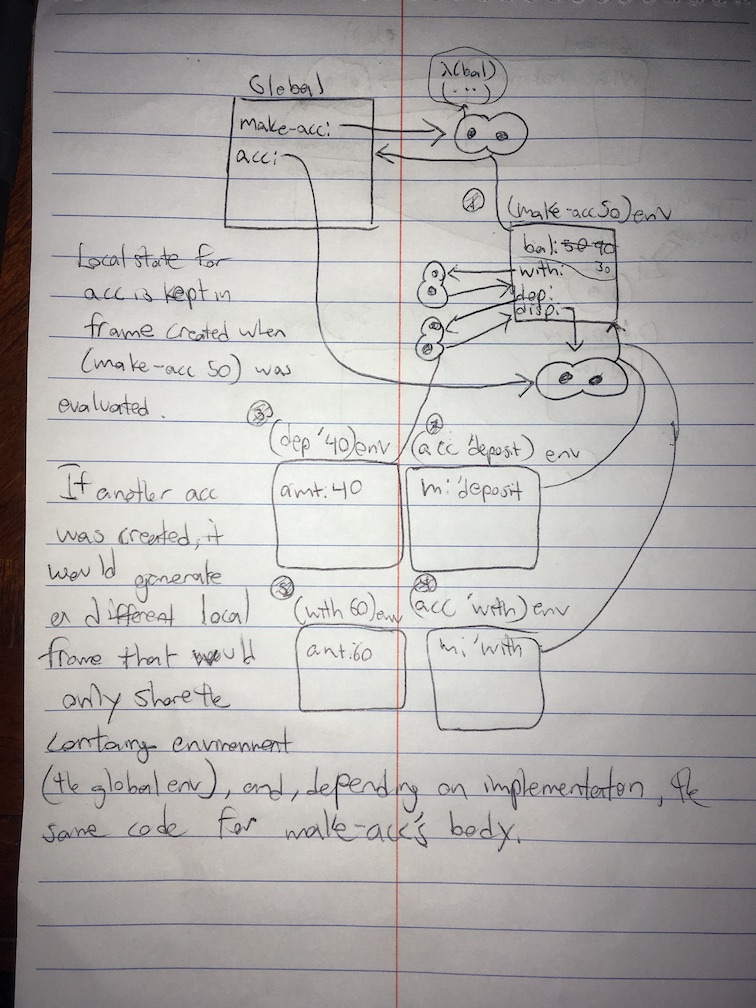 λ(bal)
(...)
Global
make-acc:
acc:
1
(make-acc 50) env
bal: 50 90
30
with:
dep:
disp:
Local state for
acc is kept in
frame created when
(make-acc 50) was
evaluated.
3
(dep '40) env
amt: 40
2
(acc 'deposit) env
m: 'deposit
If another acc
was created, it
would generate
a different local
frame that would
only share the
5
(with 60) env
amt: 60
4
(acc 'with) env
m: 'with
containg environment
(the global env), and, depending on implementation, the
same code for make-acc's body.